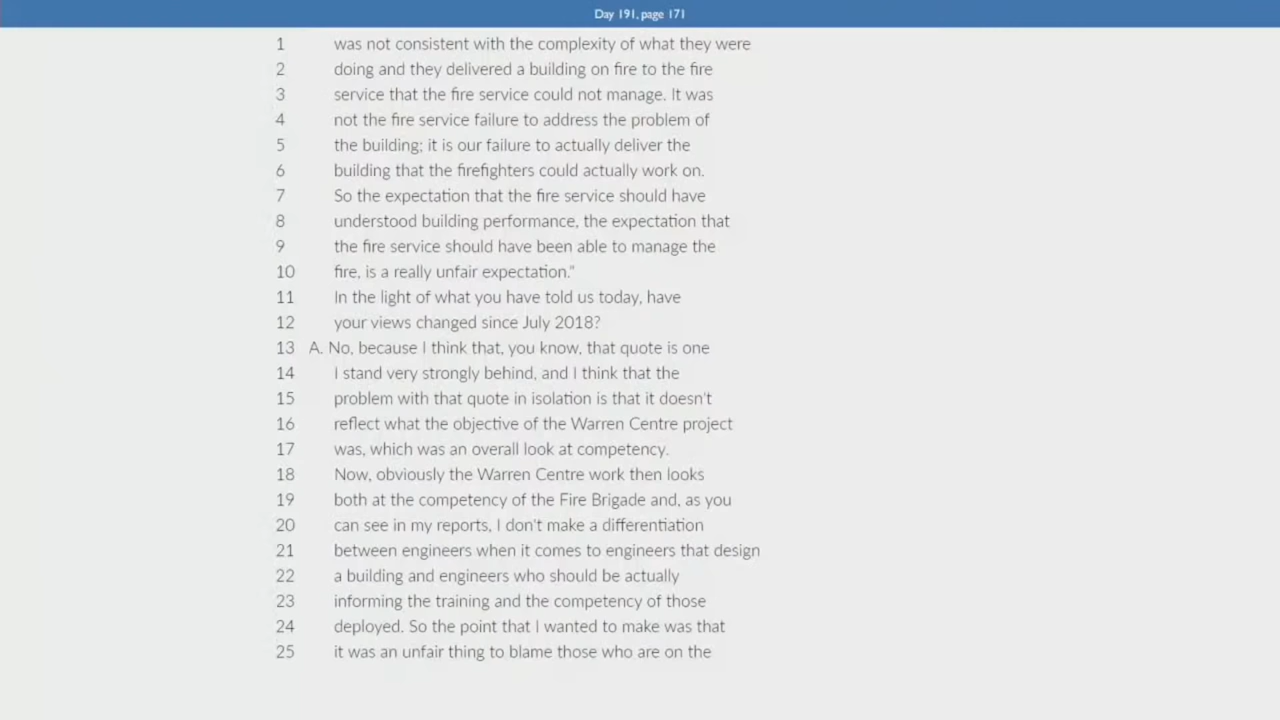 Day 191, page 171
1 was not consistent with the complexity of what they were
2 doing and they delivered a building on fire to the fire
3 service that the fire service could not manage. It was
4 not the fire service failure to address the problem of
5 the building; it is our failure to actually deliver the
6 building that the firefighters could actually work on.
7 So the expectation that the fire service should have
8 understood building performance, the expectation that
9 the fire service should have been able to manage the
10 fire, is a really unfair expectation."
11 In the light of what you have told us today, have
12 your views changed since July 2018?
13 A. No, because I think that, you know, that quote is one
14 I stand very strongly behind, and I think that the
15 problem with that quote in isolation is that it doesn't
16 reflect what the objective of the Warren Centre project
17 was, which was an overall look at competency.
18 Now, obviously the Warren Centre work then looks
19 both at the competency of the Fire Brigade and, as you
20 can see in my reports, I don't make a differentiation
21 between engineers when it comes to engineers that design
22 a building and engineers who should be actually
23 informing the training and the competency of those
24 deployed. So the point that I wanted to make was that
25 it was an unfair thing to blame those who are on the